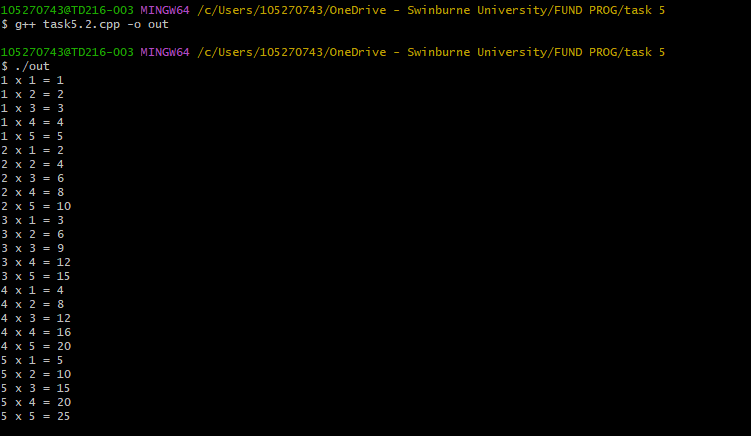 105270743@TD216-003 MINGW64 /c/Users/105270743/OneDrive - Swinburne University/FUND PROG/task 5
$ g++ task5.2.cpp -o out
105270743@TD216-003 MINGW64 /c/Users/105270743/OneDrive - Swinburne University/FUND PROG/task 5
$ ./out
1 x 1 = 1
1 x 2 = 2
1 x 3 = 3
1 x 4 = 4
1 x 5 = 5
2 x 1 = 2
2 x 2 = 4
2 x 3 = 6
2 x 4 = 8
2 x 5 = 10
3 x 1 = 3
3 x 2 = 6
3 x 3 = 9
3 x 4 = 12
3 x 5 = 15
4 x 1 = 4
4 x 2 = 8
4 x 3 = 12
4 x 4 = 16
4 x 5 = 20
5 x 1 = 5
5 x 2 = 10
5 x 3 = 15
5 x 4 = 20
5 x 5 = 25